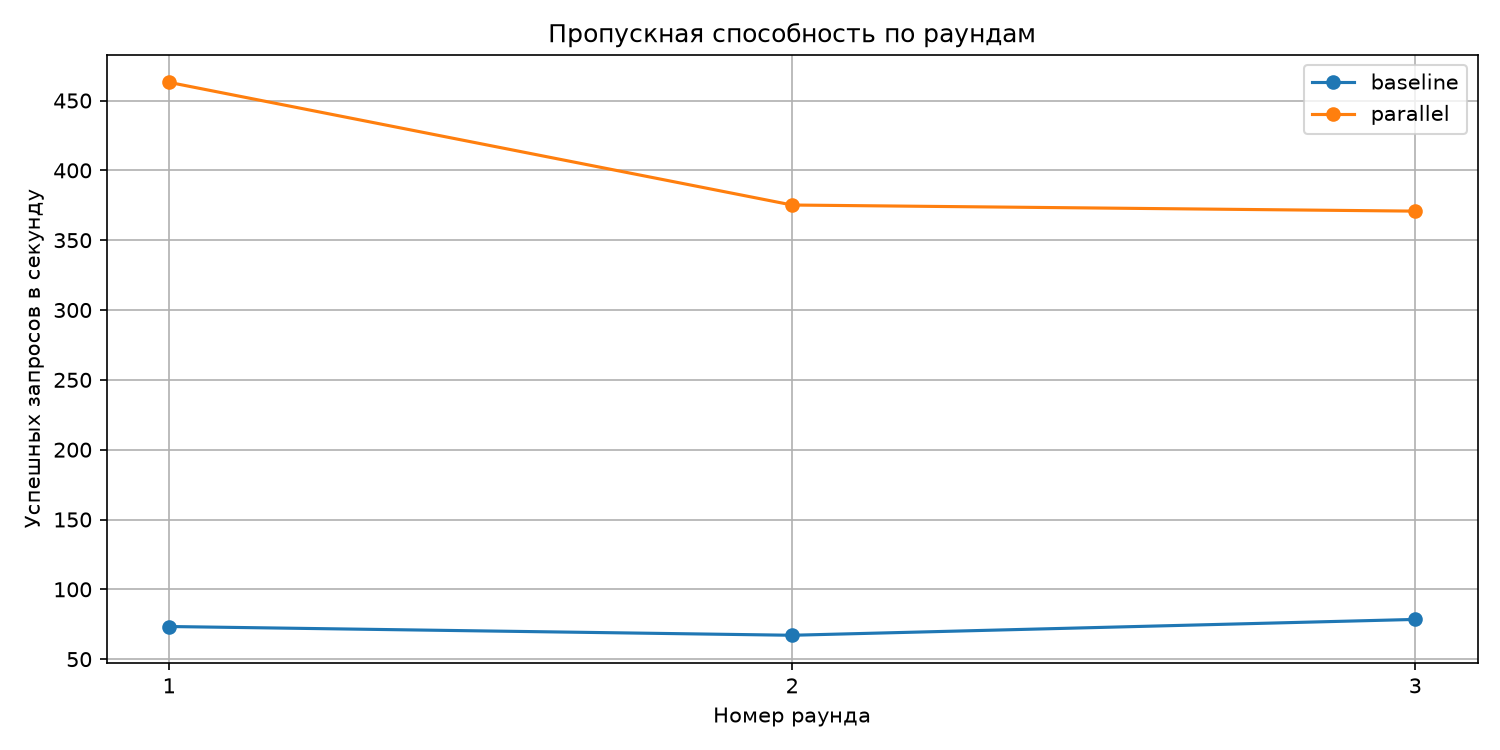 Пропускная способность по раундам
baseline
parallel
Успешных запросов в секунду
450
400
350
300
250
200
150
100
50
1
2
3
Номер раунда